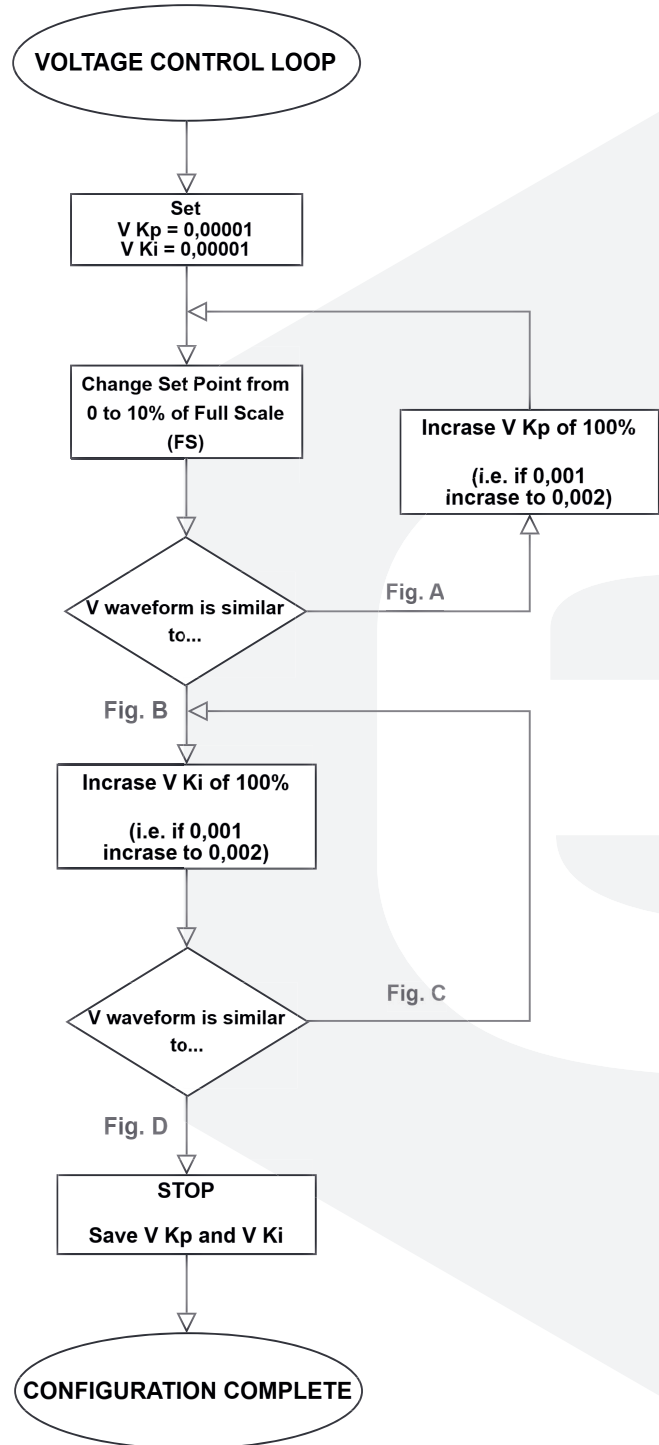 VOLTAGE CONTROL LOOP
Set
V Kp = 0,00001
V Ki = 0,00001
Change Set Point from
0 to 10% of Full Scale
(FS)
Incrase V Kp of 100%
(i.e. if 0,001
incrase to 0,002)
V waveform is similar
to...
Fig. A
Fig. B
Incrase V Ki of 100%
(i.e. if 0,001
increase to 0,002)
V waveform is similar
to...
Fig. C
Fig. D
STOP
Save V Kp and V Ki
CONFIGURATION COMPLETE